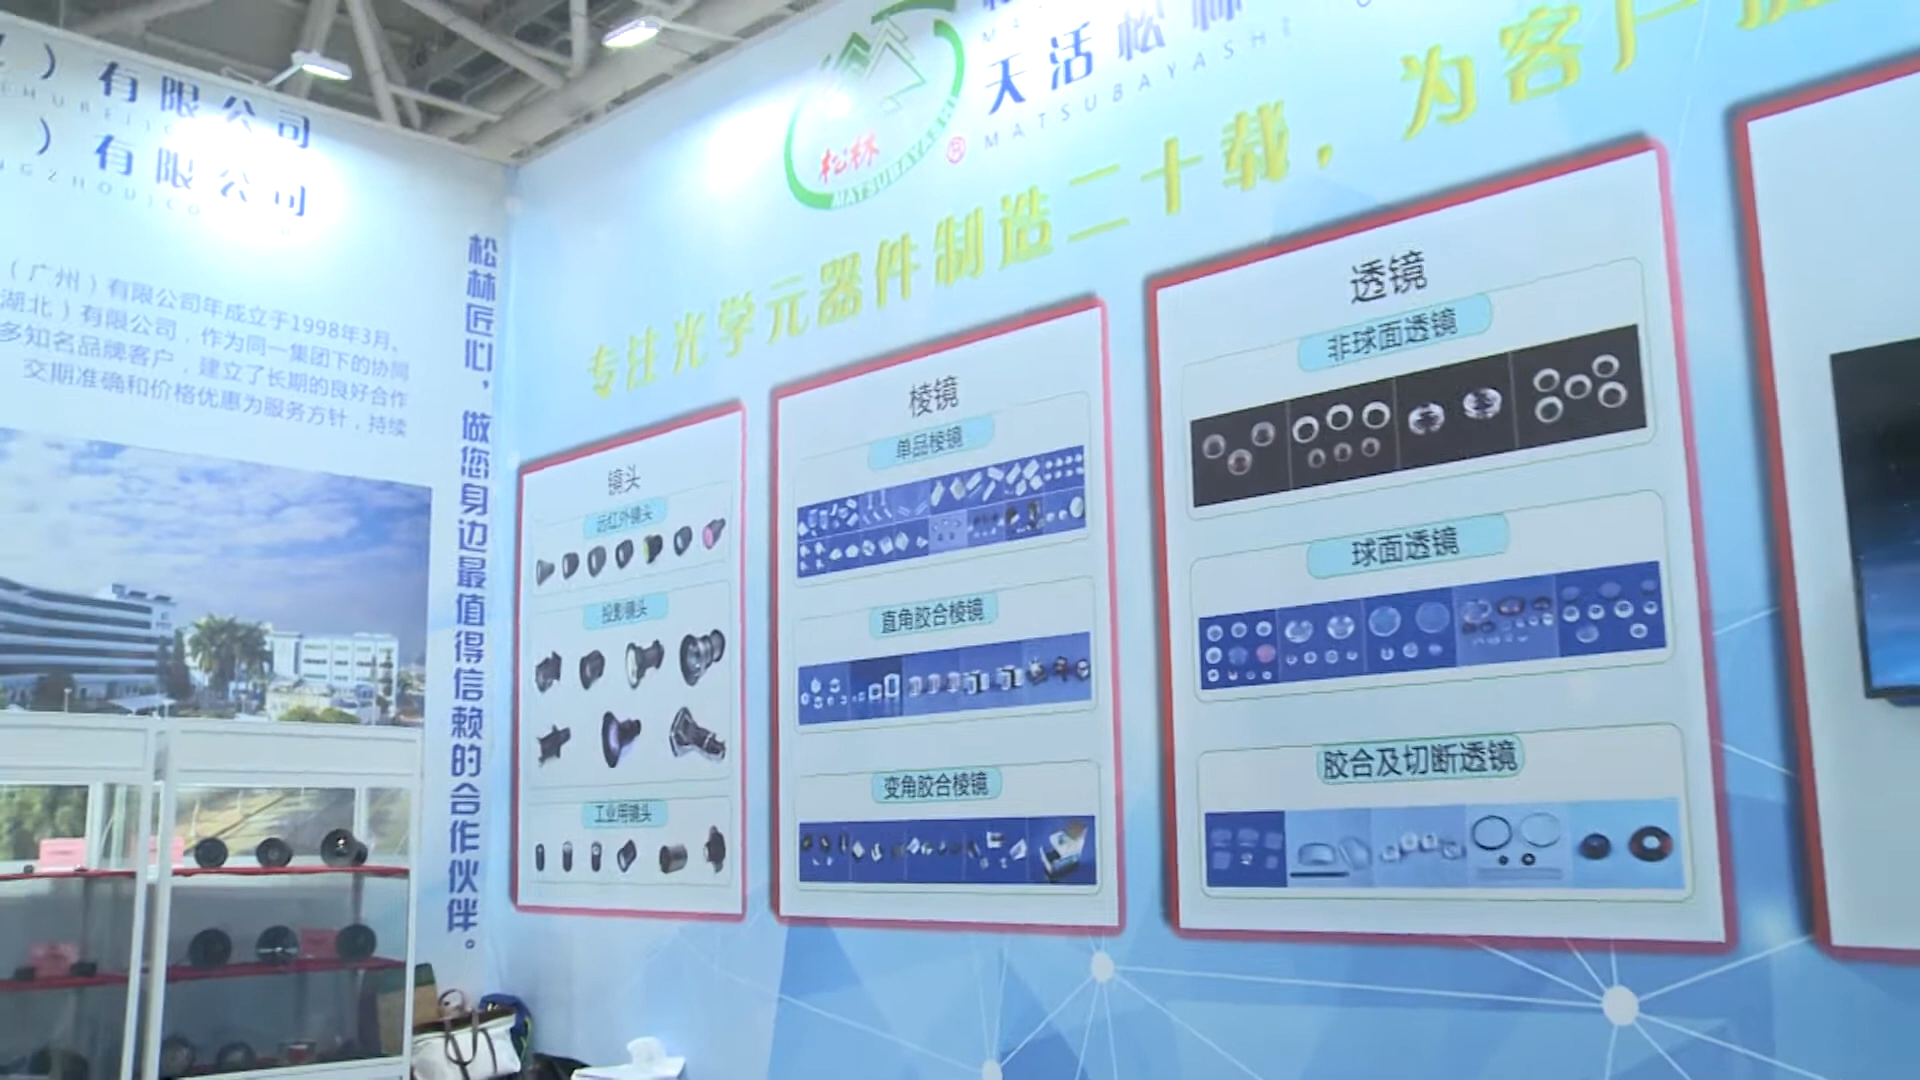 ）有限公司
）有限公司
（广州）有限公司年成立于1998年3月。
湖北）有限公司，作为同一集团下的协同
多知名品牌客户，建立了长期的良好合作
交期准确和价格优惠为服务方针，持续
松林匠心，做您身边最值得信赖的合作伙伴。
松林
MATSUBAYASHI
®
天活松林
MATSUBAYASHI
专注光学元器件制造二十载，为客户提
镜头
远红外镜头
投影镜头
工业用镜头
棱镜
单品棱镜
直角胶合棱镜
变角胶合棱镜
透镜
非球面透镜
球面透镜
胶合及切断透镜